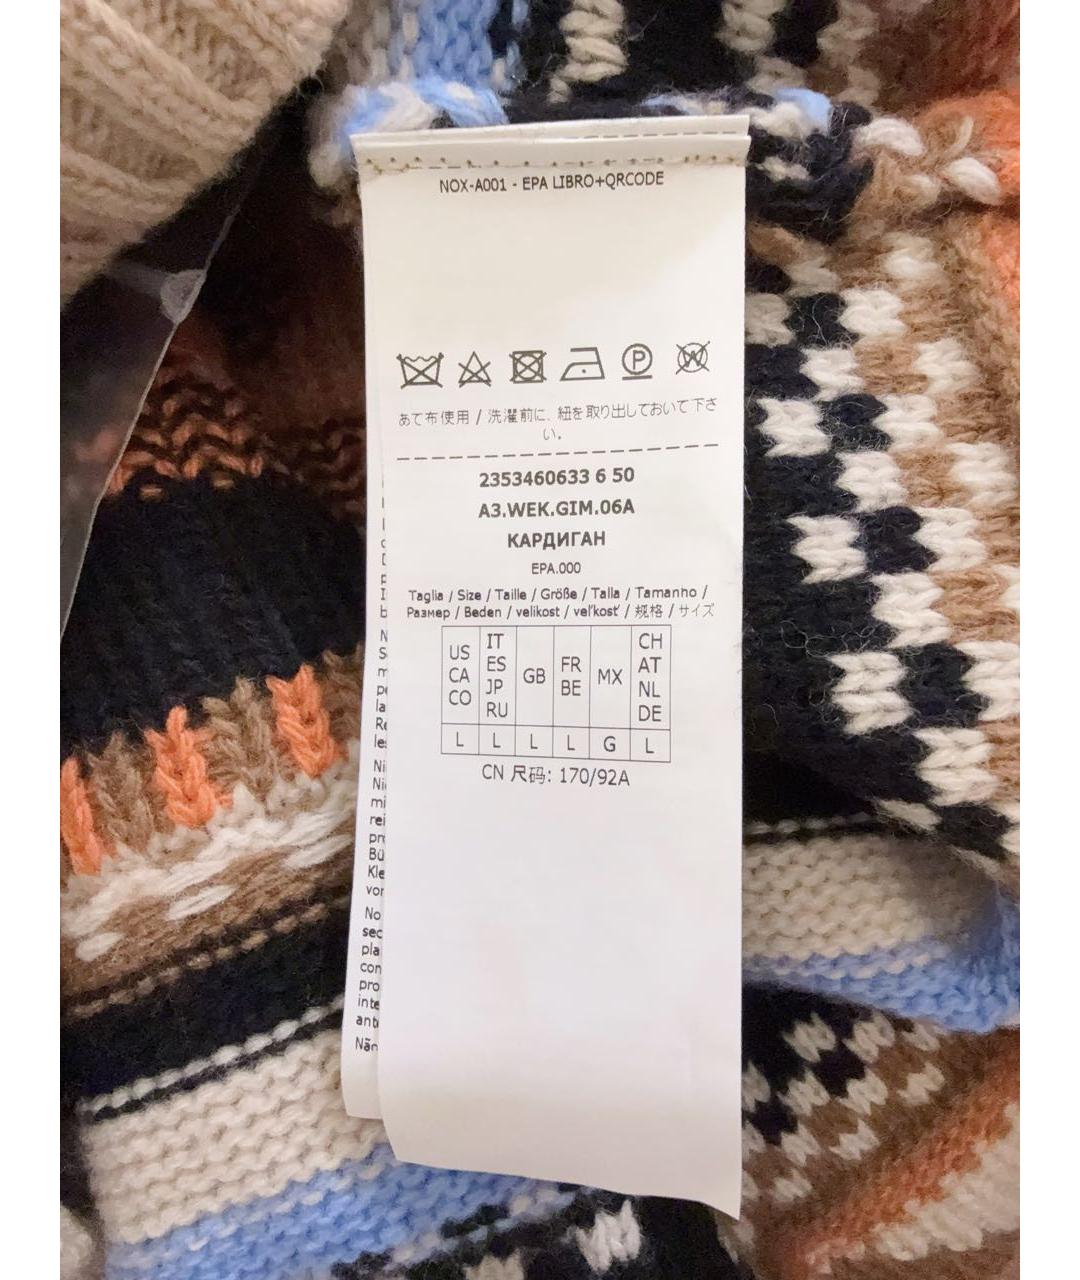 NOX-A001 - EPA LIBRO+QRCODE
P
W
あて布使用 / 洗濯前に、紐を取り出しておいて下さ
い。
2353460633 6 50
A3.WEK.GIM.06A
КАРДИГАН
EPA.000
Taglia / Size / Taille / Größe / Talla / Tamanho /
Размер / Beden / velikost / veľkosť / 规格 / サイズ
US CA CO
IT ES JP RU
GB
FR BE
MX
CH AT NL DE
L L L L G L
CN 尺码: 170/92A